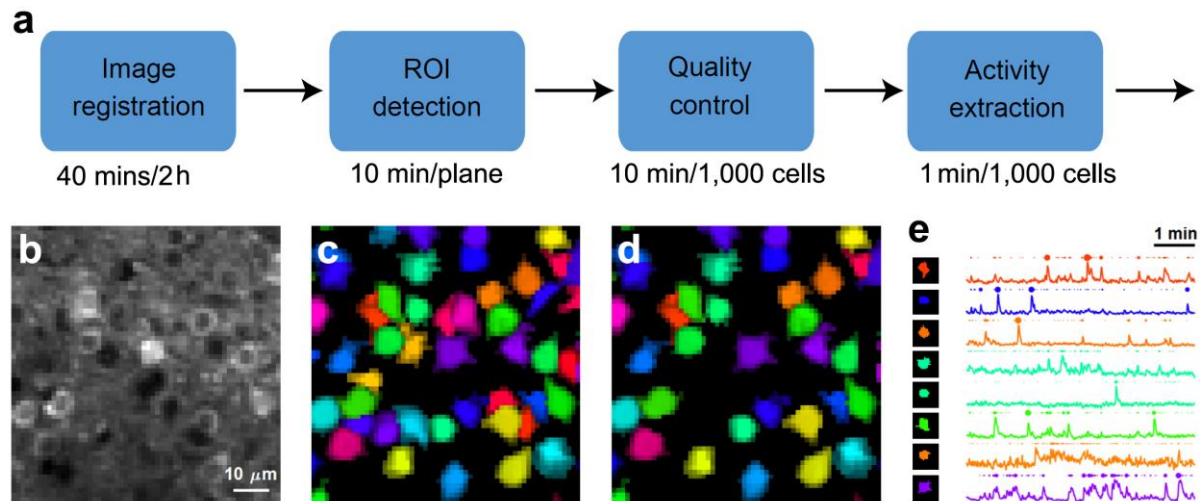 a
Image
registration
ROI
detection
Quality
control
Activity
extraction
40 mins/2h
10 min/plane
10 min/1,000 cells
1 min/1,000 cells
b
10 μm
c
d
e
1 min